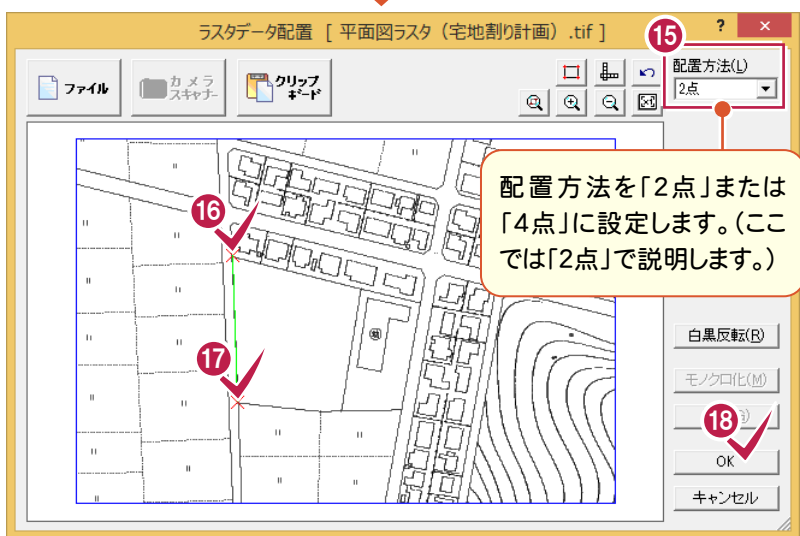 ラスタデータ配置 [ 平面図ラスタ（宅地割り計画）.tif ]
?
×
ファイル
カメラ
スキャナー
クリップ
ボード
⑮
配置方法(L)
2点
配置方法を「2点」または
「4点」に設定します。（ここ
では「2点」で説明します。）
⑯
⑰
白黒反転(R)
モノクロ化(M)
⑱
OK
キャンセル